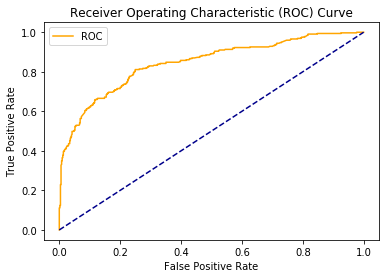 Receiver Operating Characteristic (ROC) Curve
ROC
True Positive Rate
1.0
0.8
0.6
0.4
0.2
0.0
0.0 0.2 0.4 0.6 0.8 1.0
False Positive Rate